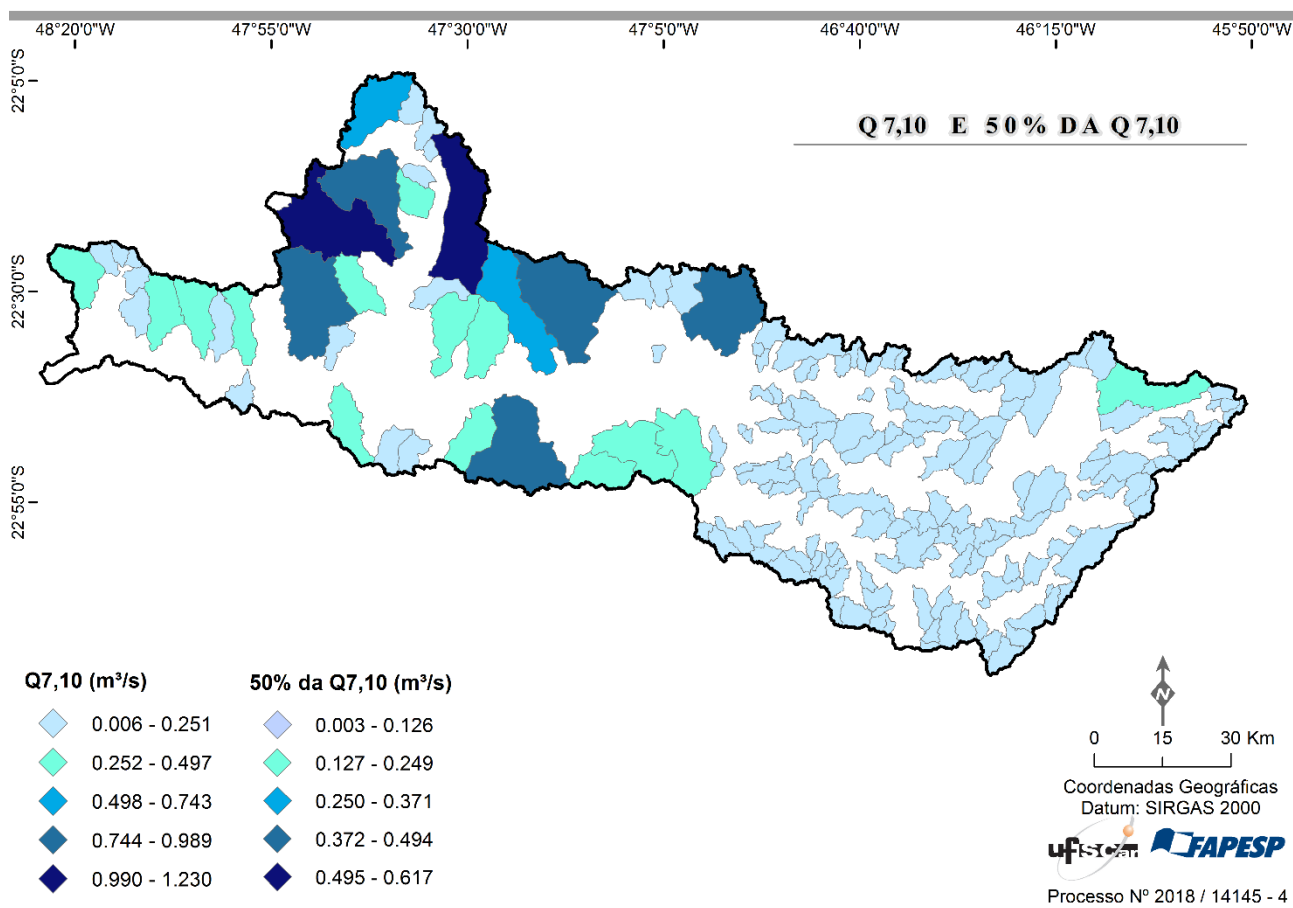 48°20'0"W 47°55'0"W 47°30'0"W 47°5'0"W 46°40'0"W 46°15'0"W 45°50'0"W
22°5'0"S
22°30'0"S
22°55'0"S
Q 7,10 E 50% DA Q 7,10
Q7,10 (m³/s) 50% da Q7,10 (m³/s)
0.006 - 0.251 0.003 - 0.126
0.252 - 0.497 0.127 - 0.249
0.498 - 0.743 0.250 - 0.371
0.744 - 0.989 0.372 - 0.494
0.990 - 1.230 0.495 - 0.617
N
0 15 30 Km
Coordenadas Geográficas
Datum: SIRGAS 2000
ufscar FAPESP
Processo Nº 2018 / 14145 - 4